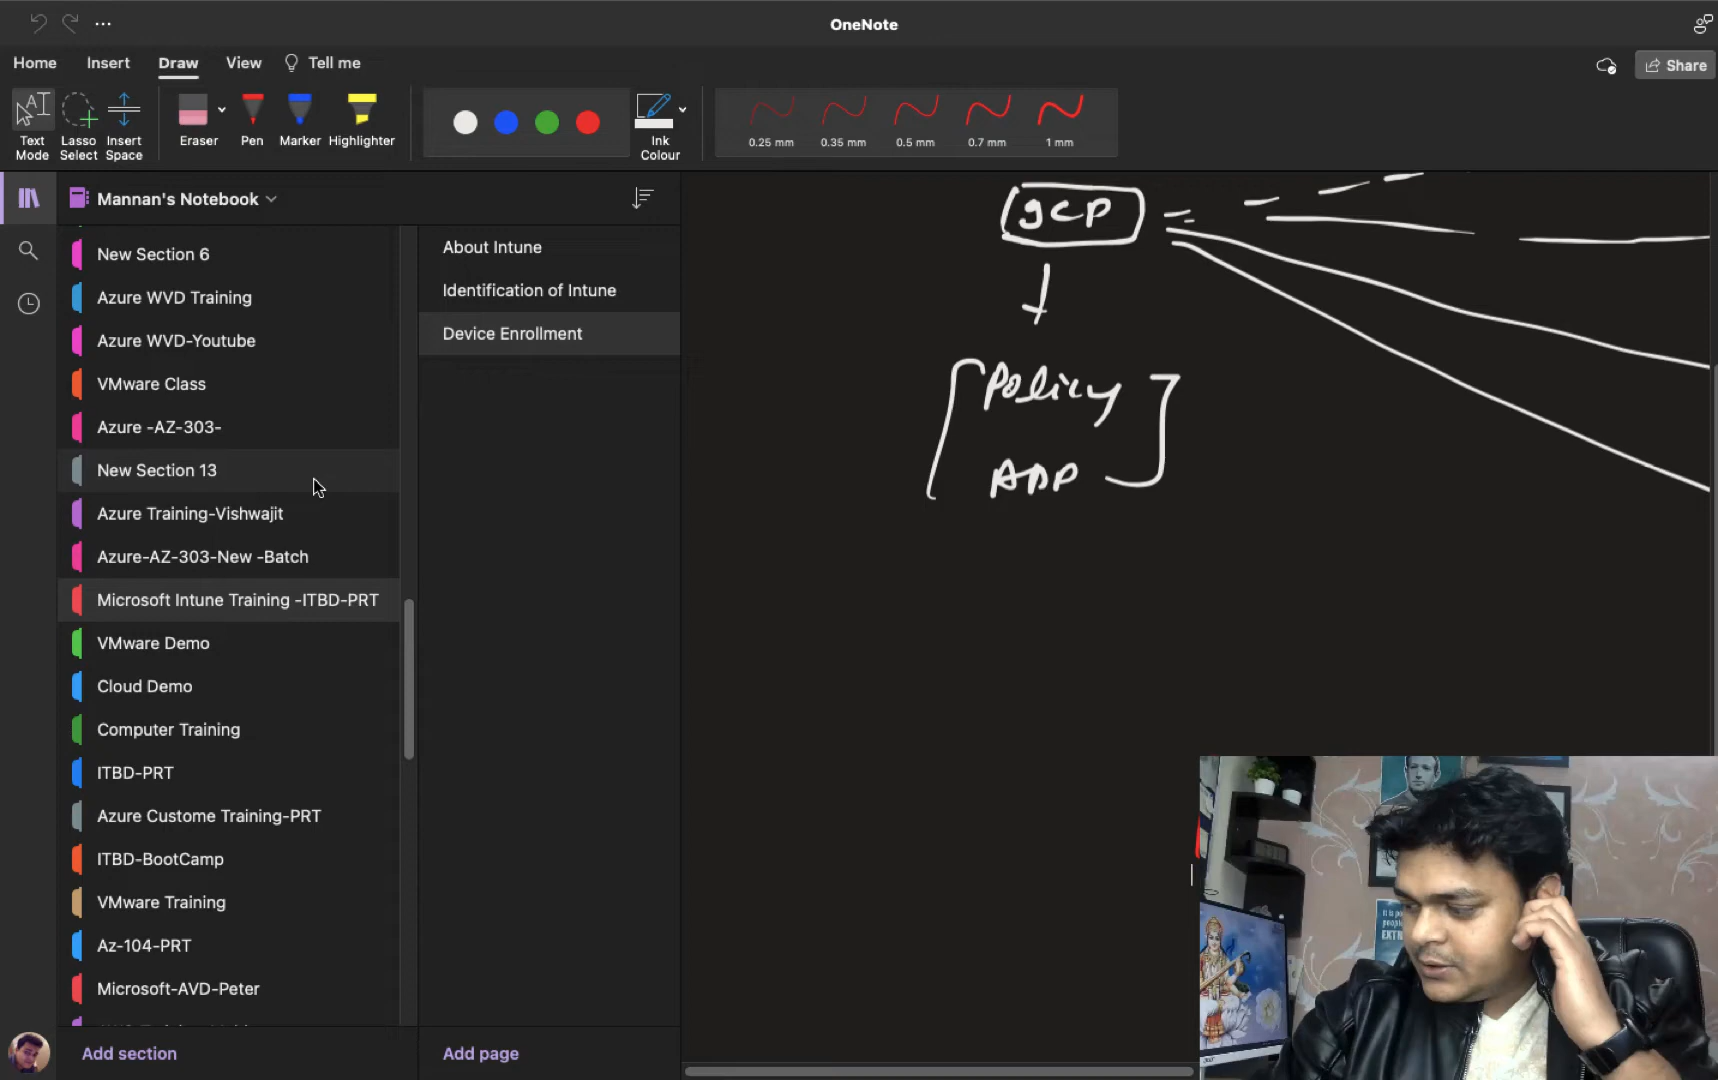 OneNote
Home
Insert
Draw
View
Tell me
Share
Text Mode
Lasso Select
Insert Space
Eraser
Pen
Marker
Highlighter
Ink Colour
0.25 mm
0.35 mm
0.5 mm
0.7 mm
1 mm
Mannan's Notebook
New Section 6
Azure WVD Training
Azure WVD-Youtube
VMware Class
Azure -AZ-303-
New Section 13
Azure Training-Vishwajit
Azure-AZ-303-New -Batch
Microsoft Intune Training -ITBD-PRT
VMware Demo
Cloud Demo
Computer Training
ITBD-PRT
Azure Custome Training-PRT
ITBD-BootCamp
VMware Training
Az-104-PRT
Microsoft-AVD-Peter
Add section
About Intune
Identification of Intune
Device Enrollment
Add page
gcp
Policy